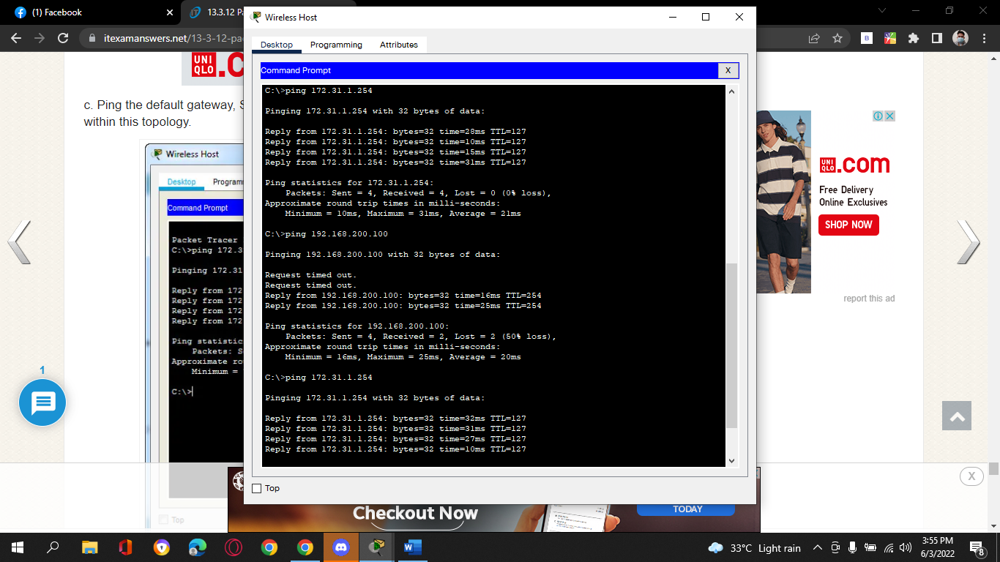 (1) Facebook
13.3.12 Pa
itexamanswers.net/13-3-12-pa
UNI
QLO
.C
c. Ping the default gateway, S
within this topology.
Wireless Host
Desktop
Program
Command Prompt
Packet Tracer
C:\>ping 172.3
Pinging 172.31
Reply from 172
Reply from 172
Reply from 172
Reply from 172
Ping statistic
Packets: S
Approximate ro
Minimum =
C:\>
Top
1
Wireless Host
Desktop
Programming
Attributes
Command Prompt
X
C:\>ping 172.31.1.254
Pinging 172.31.1.254 with 32 bytes of data:
Reply from 172.31.1.254: bytes=32 time=28ms TTL=127
Reply from 172.31.1.254: bytes=32 time=10ms TTL=127
Reply from 172.31.1.254: bytes=32 time=15ms TTL=127
Reply from 172.31.1.254: bytes=32 time=31ms TTL=127
Ping statistics for 172.31.1.254:
Packets: Sent = 4, Received = 4, Lost = 0 (0% loss),
Approximate round trip times in milli-seconds:
Minimum = 10ms, Maximum = 31ms, Average = 21ms
C:\>ping 192.168.200.100
Pinging 192.168.200.100 with 32 bytes of data:
Request timed out.
Request timed out.
Reply from 192.168.200.100: bytes=32 time=16ms TTL=254
Reply from 192.168.200.100: bytes=32 time=25ms TTL=254
Ping statistics for 192.168.200.100:
Packets: Sent = 4, Received = 2, Lost = 2 (50% loss),
Approximate round trip times in milli-seconds:
Minimum = 16ms, Maximum = 25ms, Average = 20ms
C:\>ping 172.31.1.254
Pinging 172.31.1.254 with 32 bytes of data:
Reply from 172.31.1.254: bytes=32 time=32ms TTL=127
Reply from 172.31.1.254: bytes=32 time=31ms TTL=127
Reply from 172.31.1.254: bytes=32 time=27ms TTL=127
Reply from 172.31.1.254: bytes=32 time=10ms TTL=127
Top
B
UNI
QLO
.com
Free Delivery
Online Exclusives
SHOP NOW
report this ad
X
Checkout Now
TODAY
33°C Light rain
3:55 PM
6/3/2022
8